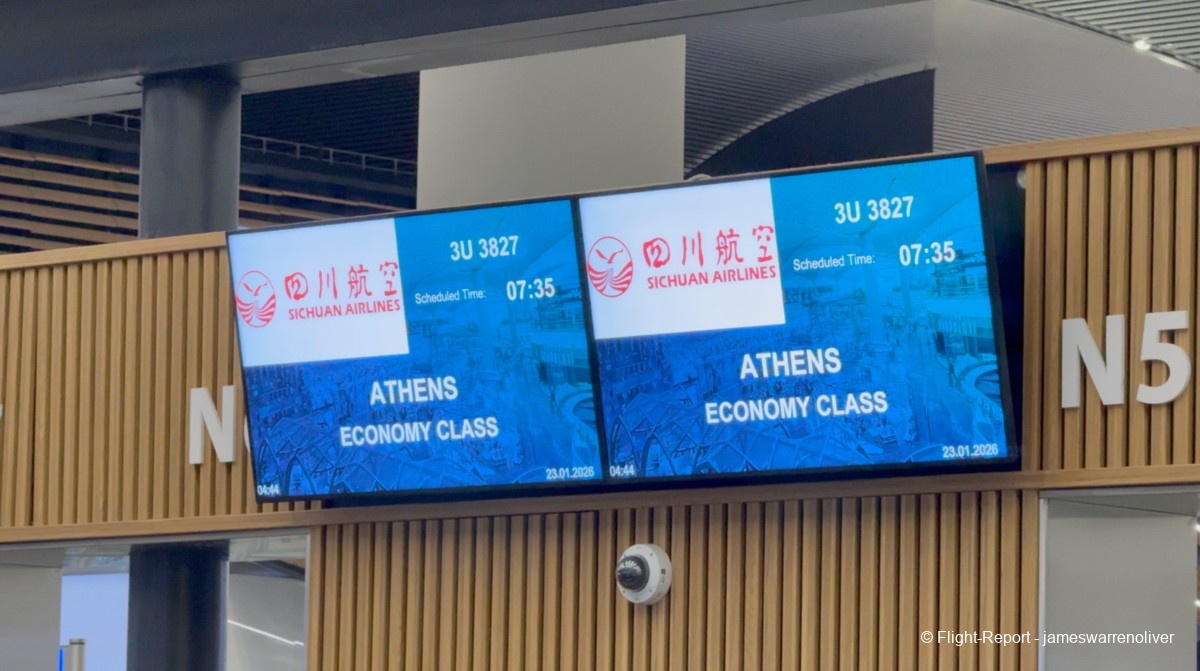 四川航空
SICHUAN AIRLINES
3U 3827
Scheduled Time: 07:35
ATHENS
ECONOMY CLASS
04:44
23.01.2026
四川航空
SICHUAN AIRLINES
3U 3827
Scheduled Time: 07:35
ATHENS
ECONOMY CLASS
04:44
23.01.2026
N
N5
© Flight-Report - jameswarrenoliver